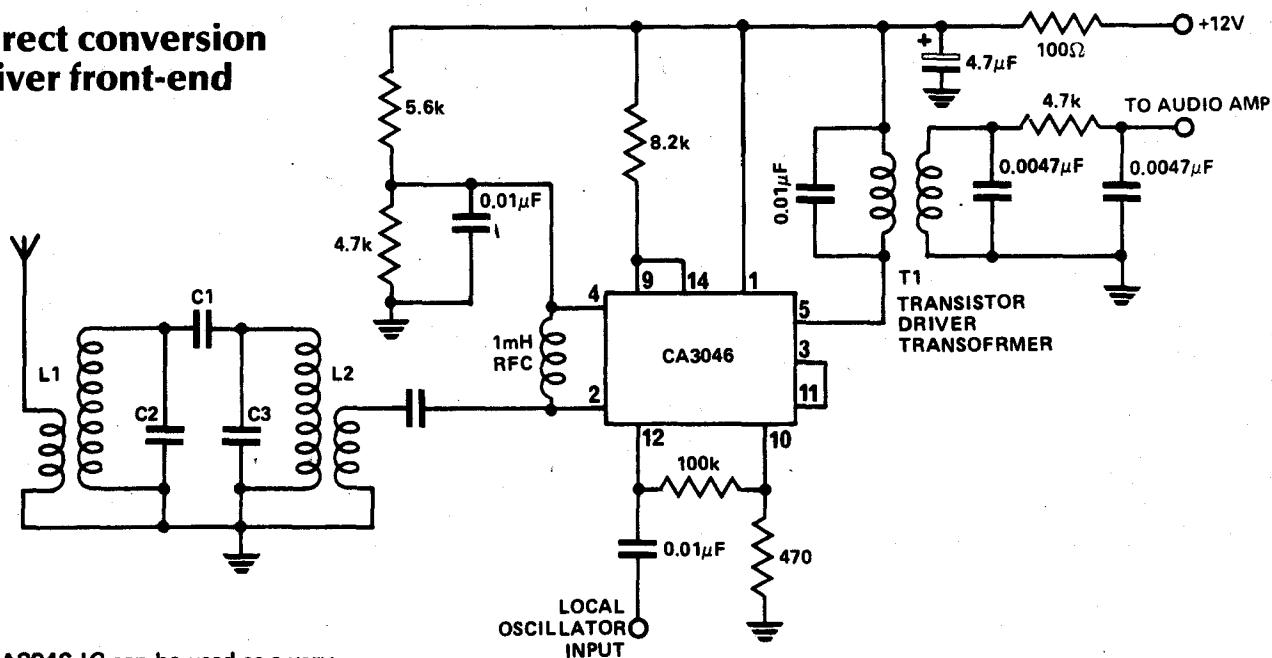 rect conversion
iver front-end
+12V
100Ω
+
4.7μF
4.7k
TO AUDIO AMP
5.6k
8.2k
0.01μF
0.0047μF
0.0047μF
0.01μF
4.7k
T1
TRANSISTOR
DRIVER
TRANSOFRMER
9
14
1
4
5
C1
1mH
RFC
CA3046
3
L1
L2
11
2
C2
C3
12
10
100k
0.01μF
470
LOCAL
OSCILLATOR
INPUT